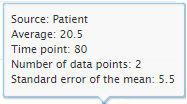 Source: Patient
Average: 20.5
Time point: 80
Number of data points: 2
Standard error of the mean: 5.5